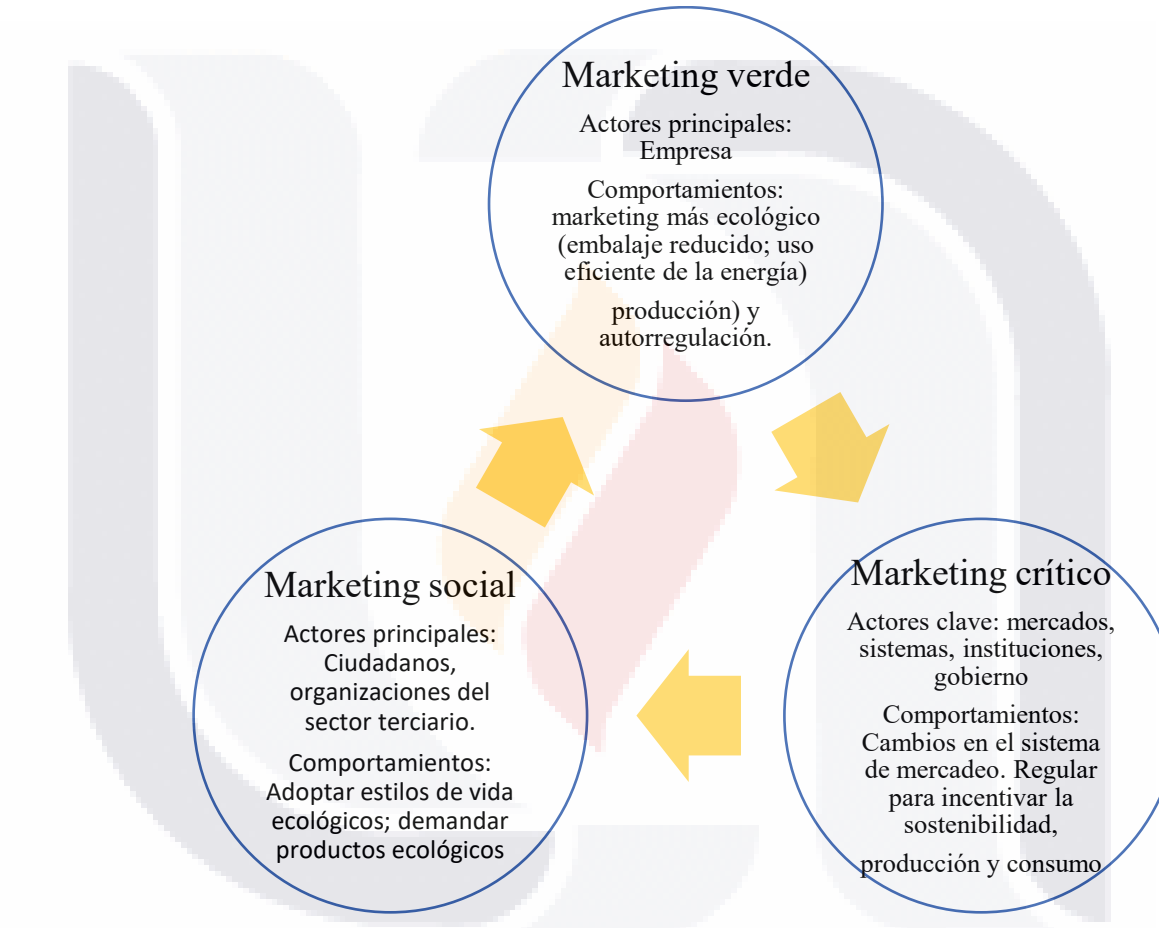 Marketing verde
Actores principales:
Empresa
Comportamientos:
marketing más ecológico
(embalaje reducido; uso
eficiente de la energía)
producción) y
autorregulación.
Marketing social
Actores principales:
Ciudadanos,
organizaciones del
sector terciario.
Comportamientos:
Adoptar estilos de vida
ecológicos; demandar
productos ecológicos
Marketing crítico
Actores clave: mercados,
sistemas, instituciones,
gobierno
Comportamientos:
Cambios en el sistema
de mercadeo. Regular
para incentivar la
sostenibilidad,
producción y consumo